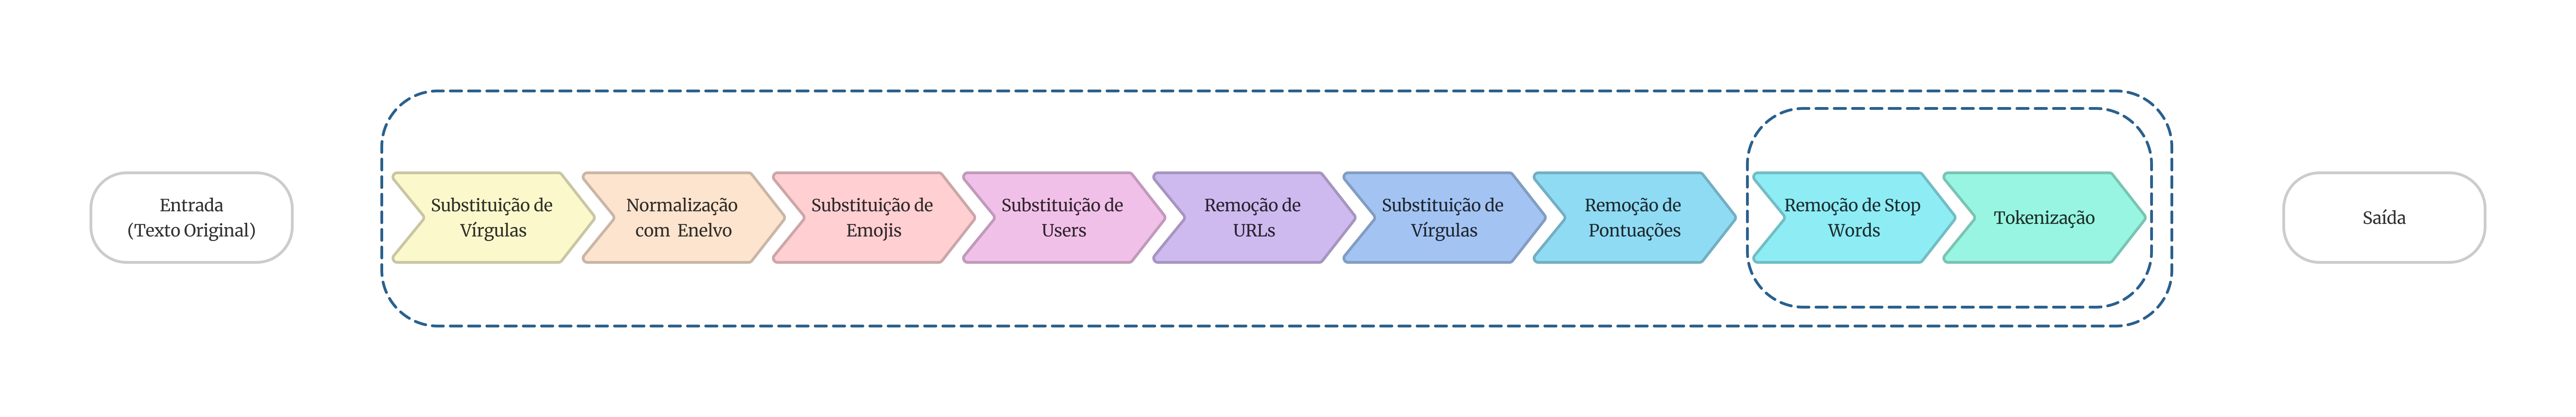 Entrada
(Texto Original)
Substituição de
Vírgulas
Normalização
com Enelvo
Substituição de
Emojis
Substituição de
Users
Remoção de
URLs
Substituição de
Vírgulas
Remoção de
Pontuações
Remoção de Stop
Words
Tokenização
Saída